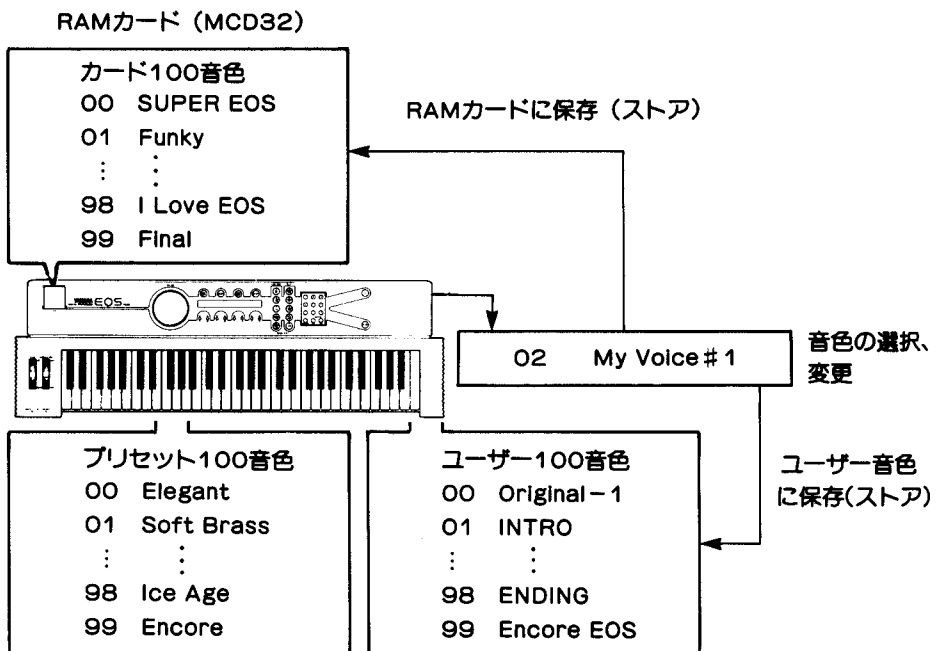 RAMカード（MCD32）
カード100音色
00 SUPER EOS
01 Funky
⋮ ⋮
98 I Love EOS
99 Final
RAMカードに保存（ストア）
EOS
02 My Voice♯1
音色の選択、
変更
プリセット100音色
00 Elegant
01 Soft Brass
⋮ ⋮
98 Ice Age
99 Encore
ユーザー100音色
00 Original−1
01 INTRO
⋮ ⋮
98 ENDING
99 Encore EOS
ユーザー音色
に保存(ストア)